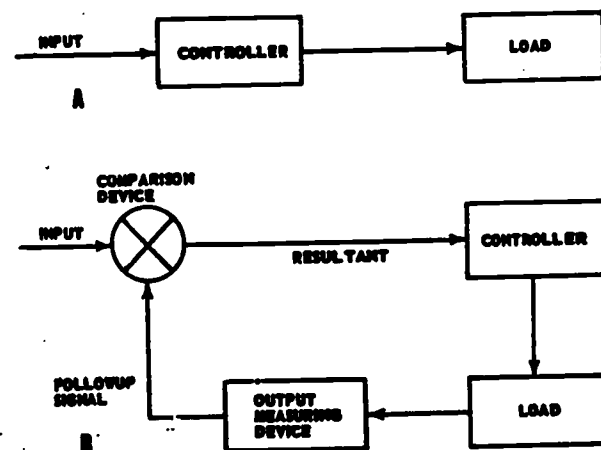 INPUT
CONTROLLER
LOAD
A
COMPARISON
DEVICE
INPUT
RESULTANT
CONTROLLER
FOLLOWUP
SIGNAL
OUTPUT
MEASURING
DEVICE
LOAD
B